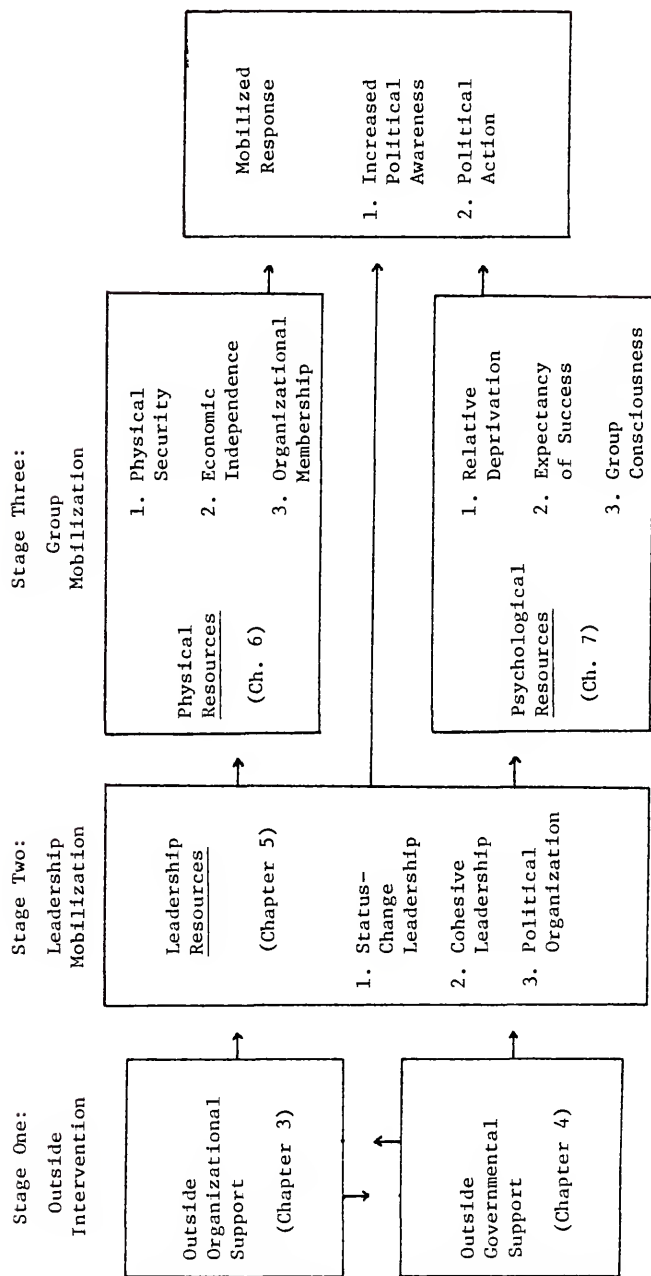 Stage One:
Outside
Intervention
Outside
Organizational
Support
(Chapter 3)
Outside
Governmental
Support
(Chapter 4)
Stage Two:
Leadership
Mobilization
Leadership
Resources
(Chapter 5)
1. Status-
Change
Leadership
2. Cohesive
Leadership
3. Political
Organization
Stage Three:
Group
Mobilization
Physical
Resources
(Ch. 6)
1. Physical
Security
2. Economic
Independence
3. Organizational
Membership
Psychological
Resources
(Ch. 7)
1. Relative
Deprivation
2. Expectancy
of Success
3. Group
Consciousness
Mobilized
Response
1. Increased
Political
Awareness
2. Political
Action